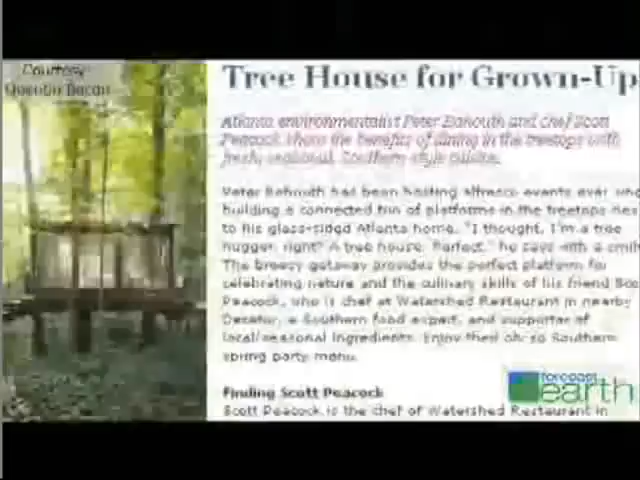 Courtesy
Quentin Bacon
Tree House for Grown-Up
Atlanta environmentalist Peter Bahouth and Chef Scott
Peacock share the benefits of dining in the treetops with
fresh, seasonal, Southern-style cuisine.
Peter Bahouth has been hosting alfresco events ever
building a connected trio of platforms in the treetops
to his glass-sided Atlanta home. "I thought, I'm a tree
hugger, right? A tree house. Perfect," he says with a
The breezy getaway provides the perfect platform for
celebrating nature and the culinary skills of his friend
Peacock, who is chef at Watershed Restaurant in nearby
Decatur, a Southern food expert, and supporter of
local/seasonal ingredients. Enjoy their oh-so Southern
spring party menu.
Finding Scott Peacock
Scott Peacock is the chef of Watershed Restaurant in
forecast
earth